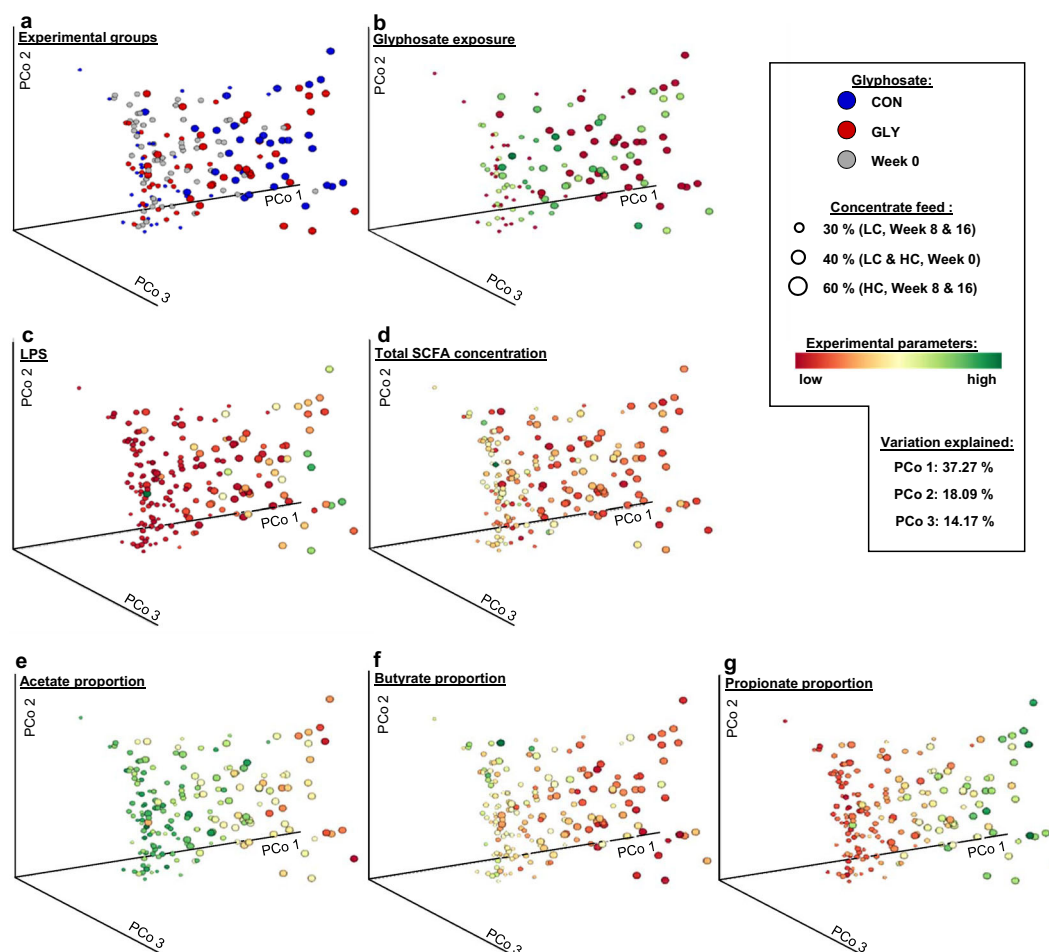 a
Experimental groups
PCo 2
PCo 1
PCo 3
b
Glyphosate exposure
PCo 2
PCo 1
PCo 3
Glyphosate:
CON
GLY
Week 0
Concentrate feed :
30 % (LC, Week 8 & 16)
40 % (LC & HC, Week 0)
60 % (HC, Week 8 & 16)
Experimental parameters:
low high
Variation explained:
PCo 1: 37.27 %
PCo 2: 18.09 %
PCo 3: 14.17 %
c
LPS
PCo 2
PCo 1
PCo 3
d
Total SCFA concentration
PCo 2
PCo 1
PCo 3
e
Acetate proportion
PCo 2
PCo 1
PCo 3
f
Butyrate proportion
PCo 2
PCo 1
PCo 3
g
Propionate proportion
PCo 2
PCo 1
PCo 3